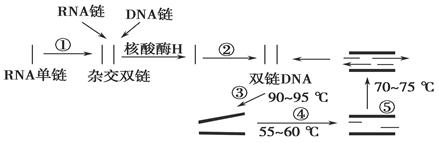 RNA链 DNA链
① 核酸酶H ②
RNA单链 杂交双链 双链DNA
③ 90~95 ℃ 70~75 ℃
④ ⑤
55~60 ℃